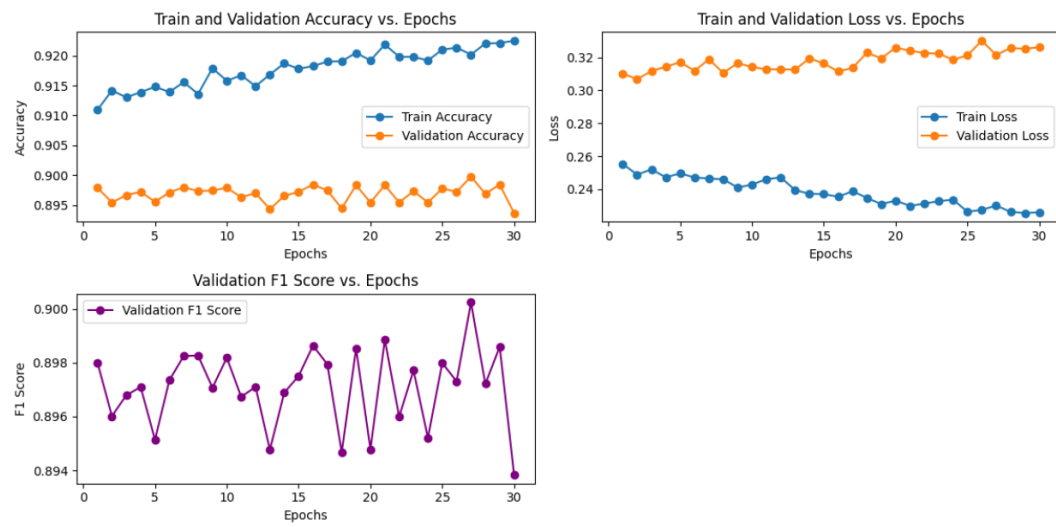 Train and Validation Accuracy vs. Epochs
0.920
0.915
0.910
0.905
0.900
0.895
Accuracy
Train Accuracy
Validation Accuracy
0 5 10 15 20 25 30
Epochs
Train and Validation Loss vs. Epochs
0.32
0.30
0.28
0.26
0.24
Loss
Train Loss
Validation Loss
0 5 10 15 20 25 30
Epochs
Validation F1 Score vs. Epochs
0.900
0.898
0.896
0.894
F1 Score
Validation F1 Score
0 5 10 15 20 25 30
Epochs